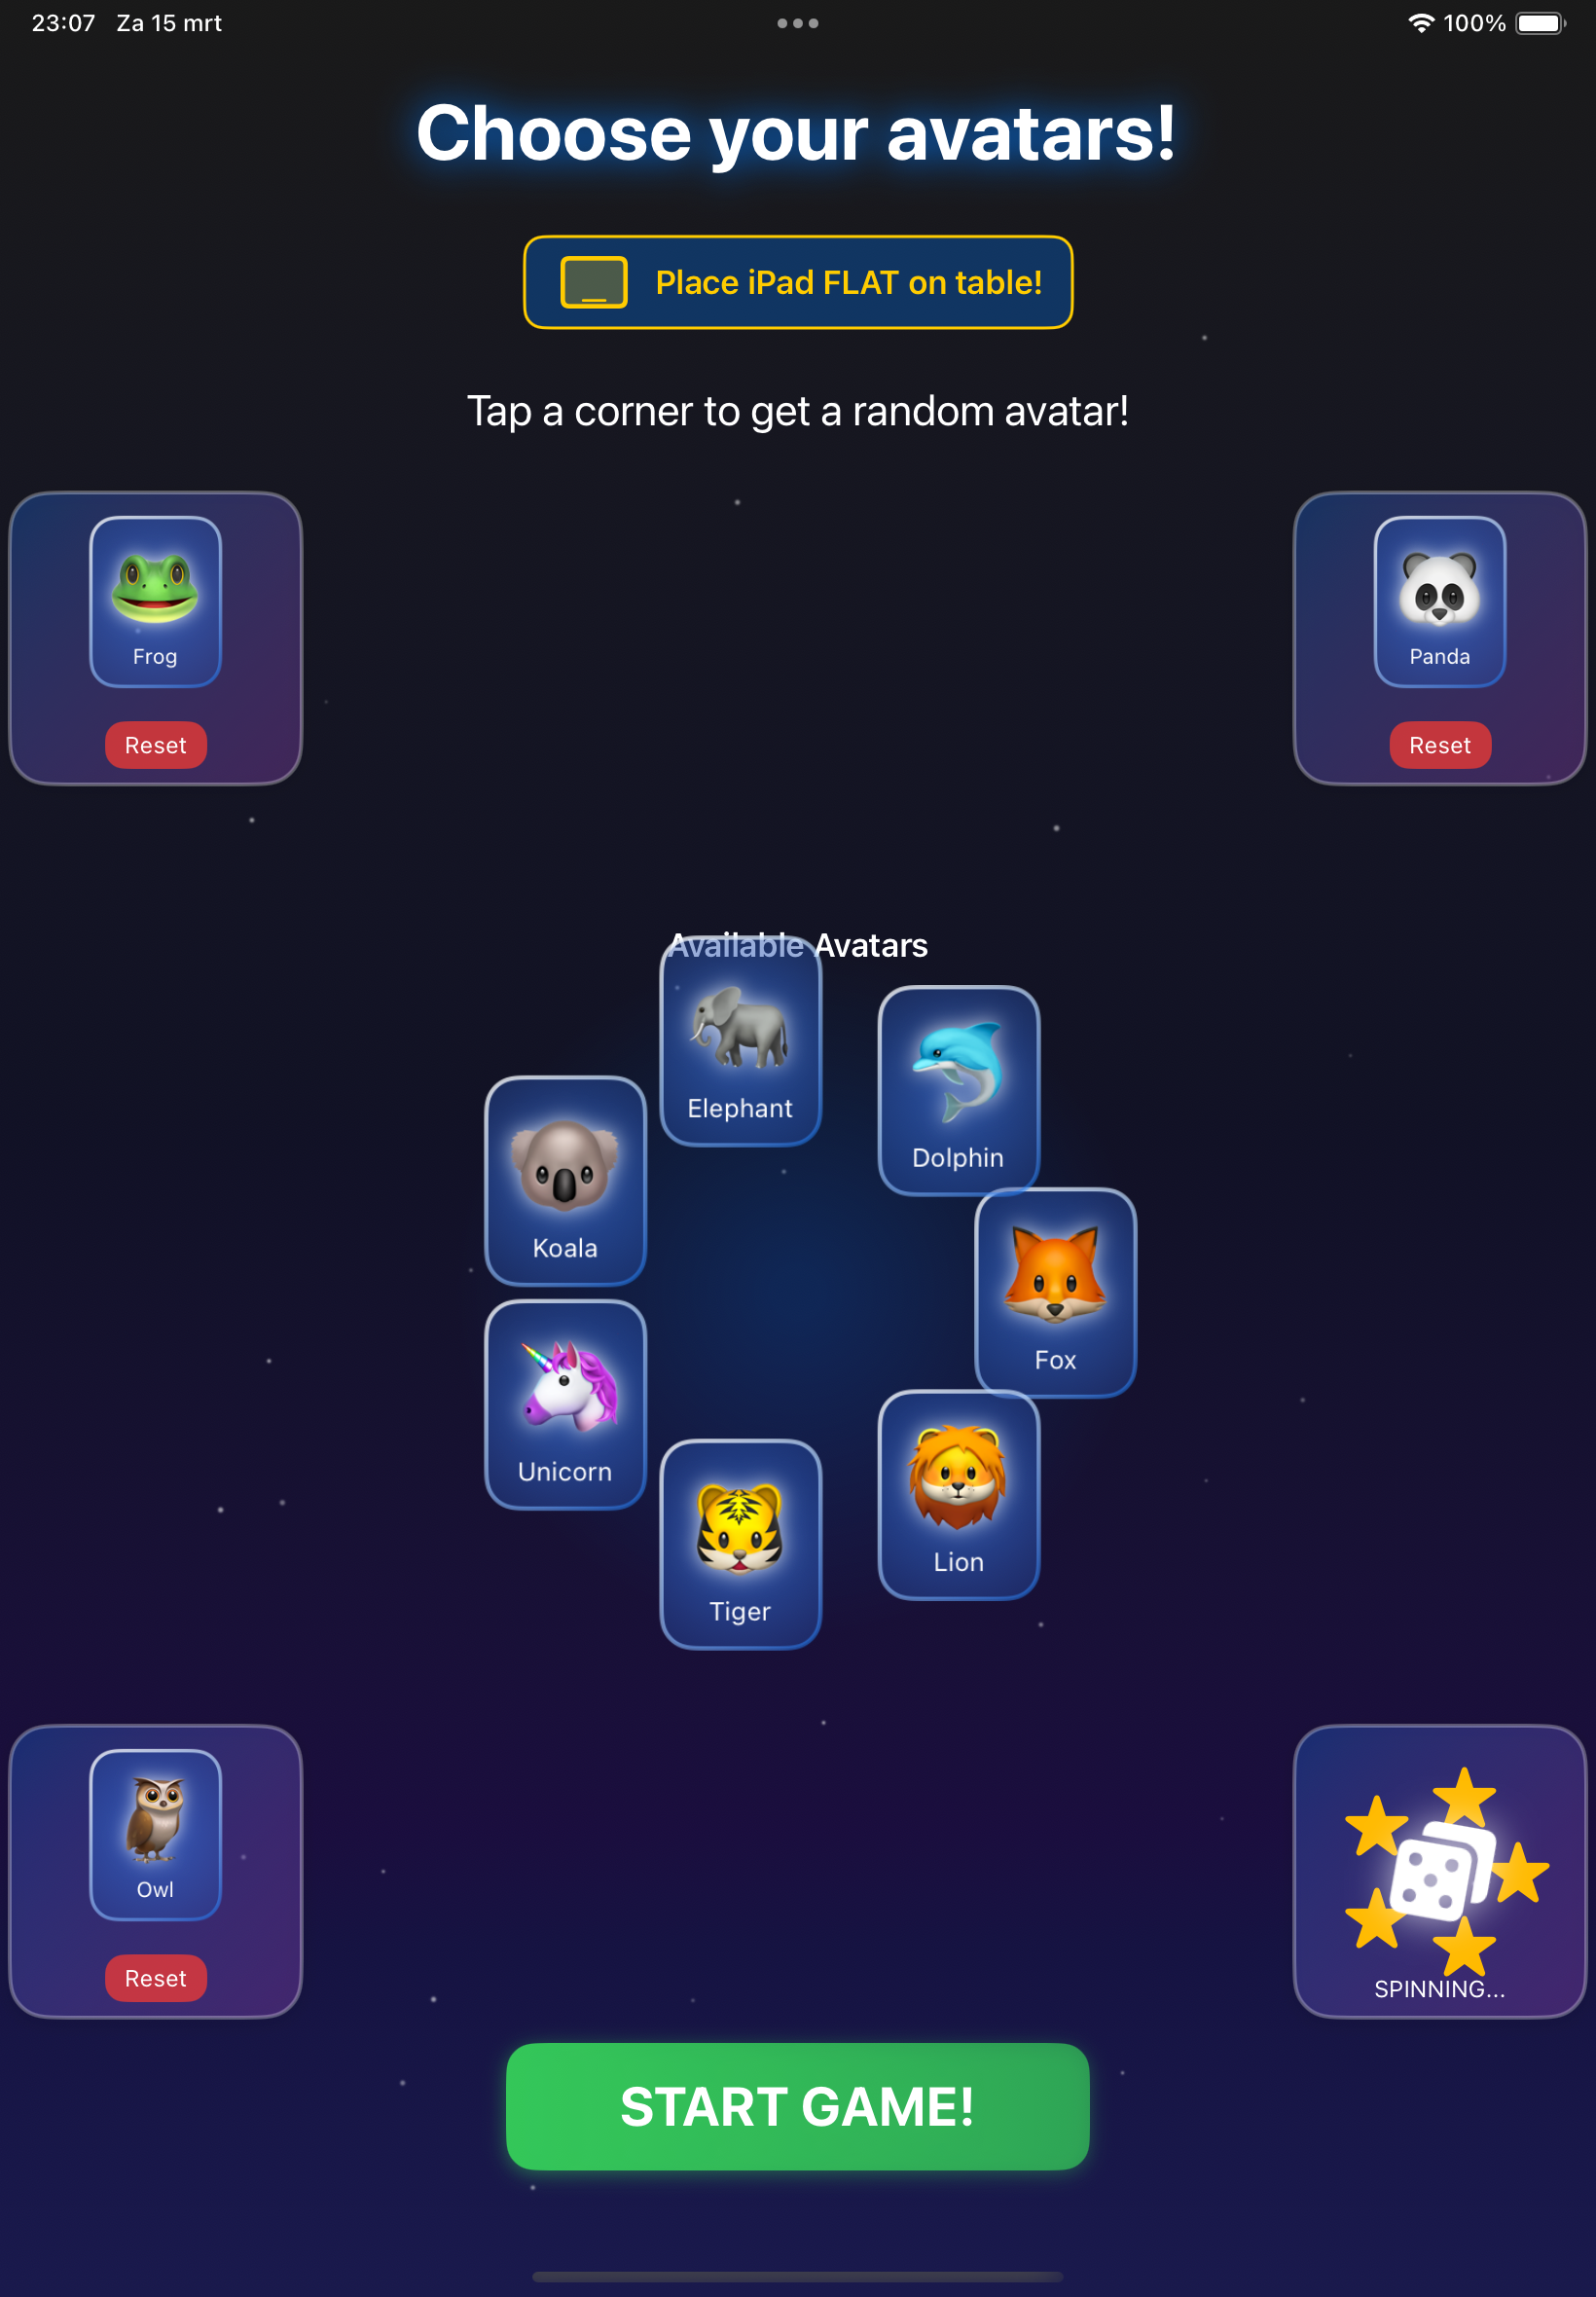 23:07 Za 15 mrt
100%
Choose your avatars!
Place iPad FLAT on table!
Tap a corner to get a random avatar!
Frog
Reset
Panda
Reset
Available Avatars
Elephant
Dolphin
Koala
Fox
Unicorn
Lion
Tiger
Owl
Reset
SPINNING...
START GAME!